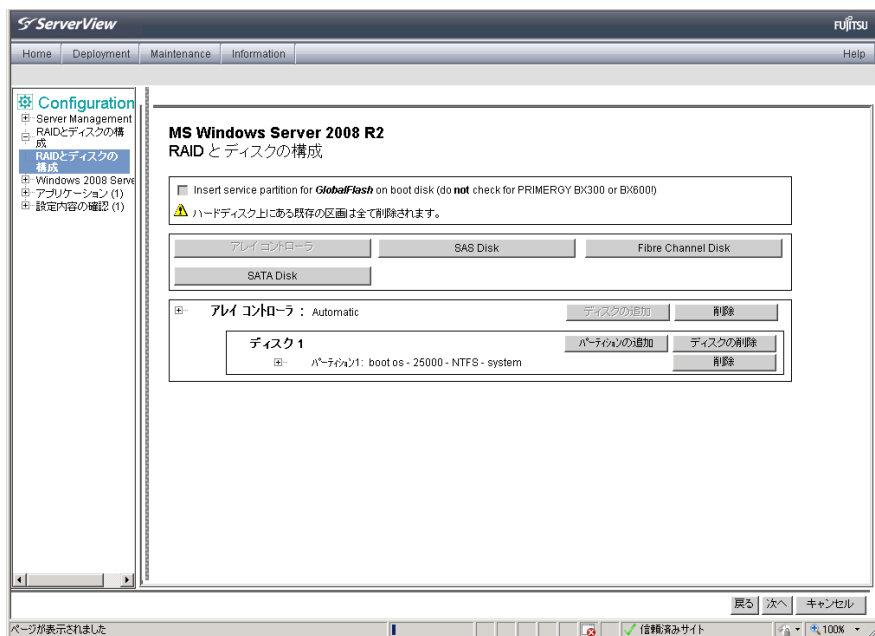 ServerView
FUJITSU
Home Deployment Maintenance Information Help
Configuration
Server Management
RAIDとディスクの構
成
RAIDとディスクの
構成
Windows 2008 Serve
アプリケーション (1)
設定内容の確認 (1)
MS Windows Server 2008 R2
RAID とディスクの構成
Insert service partition for GlobalFlash on boot disk (do not check for PRIMERGY BX300 or BX600!)
ハードディスク上にある既存の区画は全て削除されます。
アレイ コントローラ SAS Disk Fibre Channel Disk
SATA Disk
アレイ コントローラ : Automatic ディスクの追加 削除
ディスク 1 パーティションの追加 ディスクの削除
パーティション1: boot os - 25000 - NTFS - system 削除
戻る 次へ キャンセル
ページが表示されました 信頼済みサイト 100%